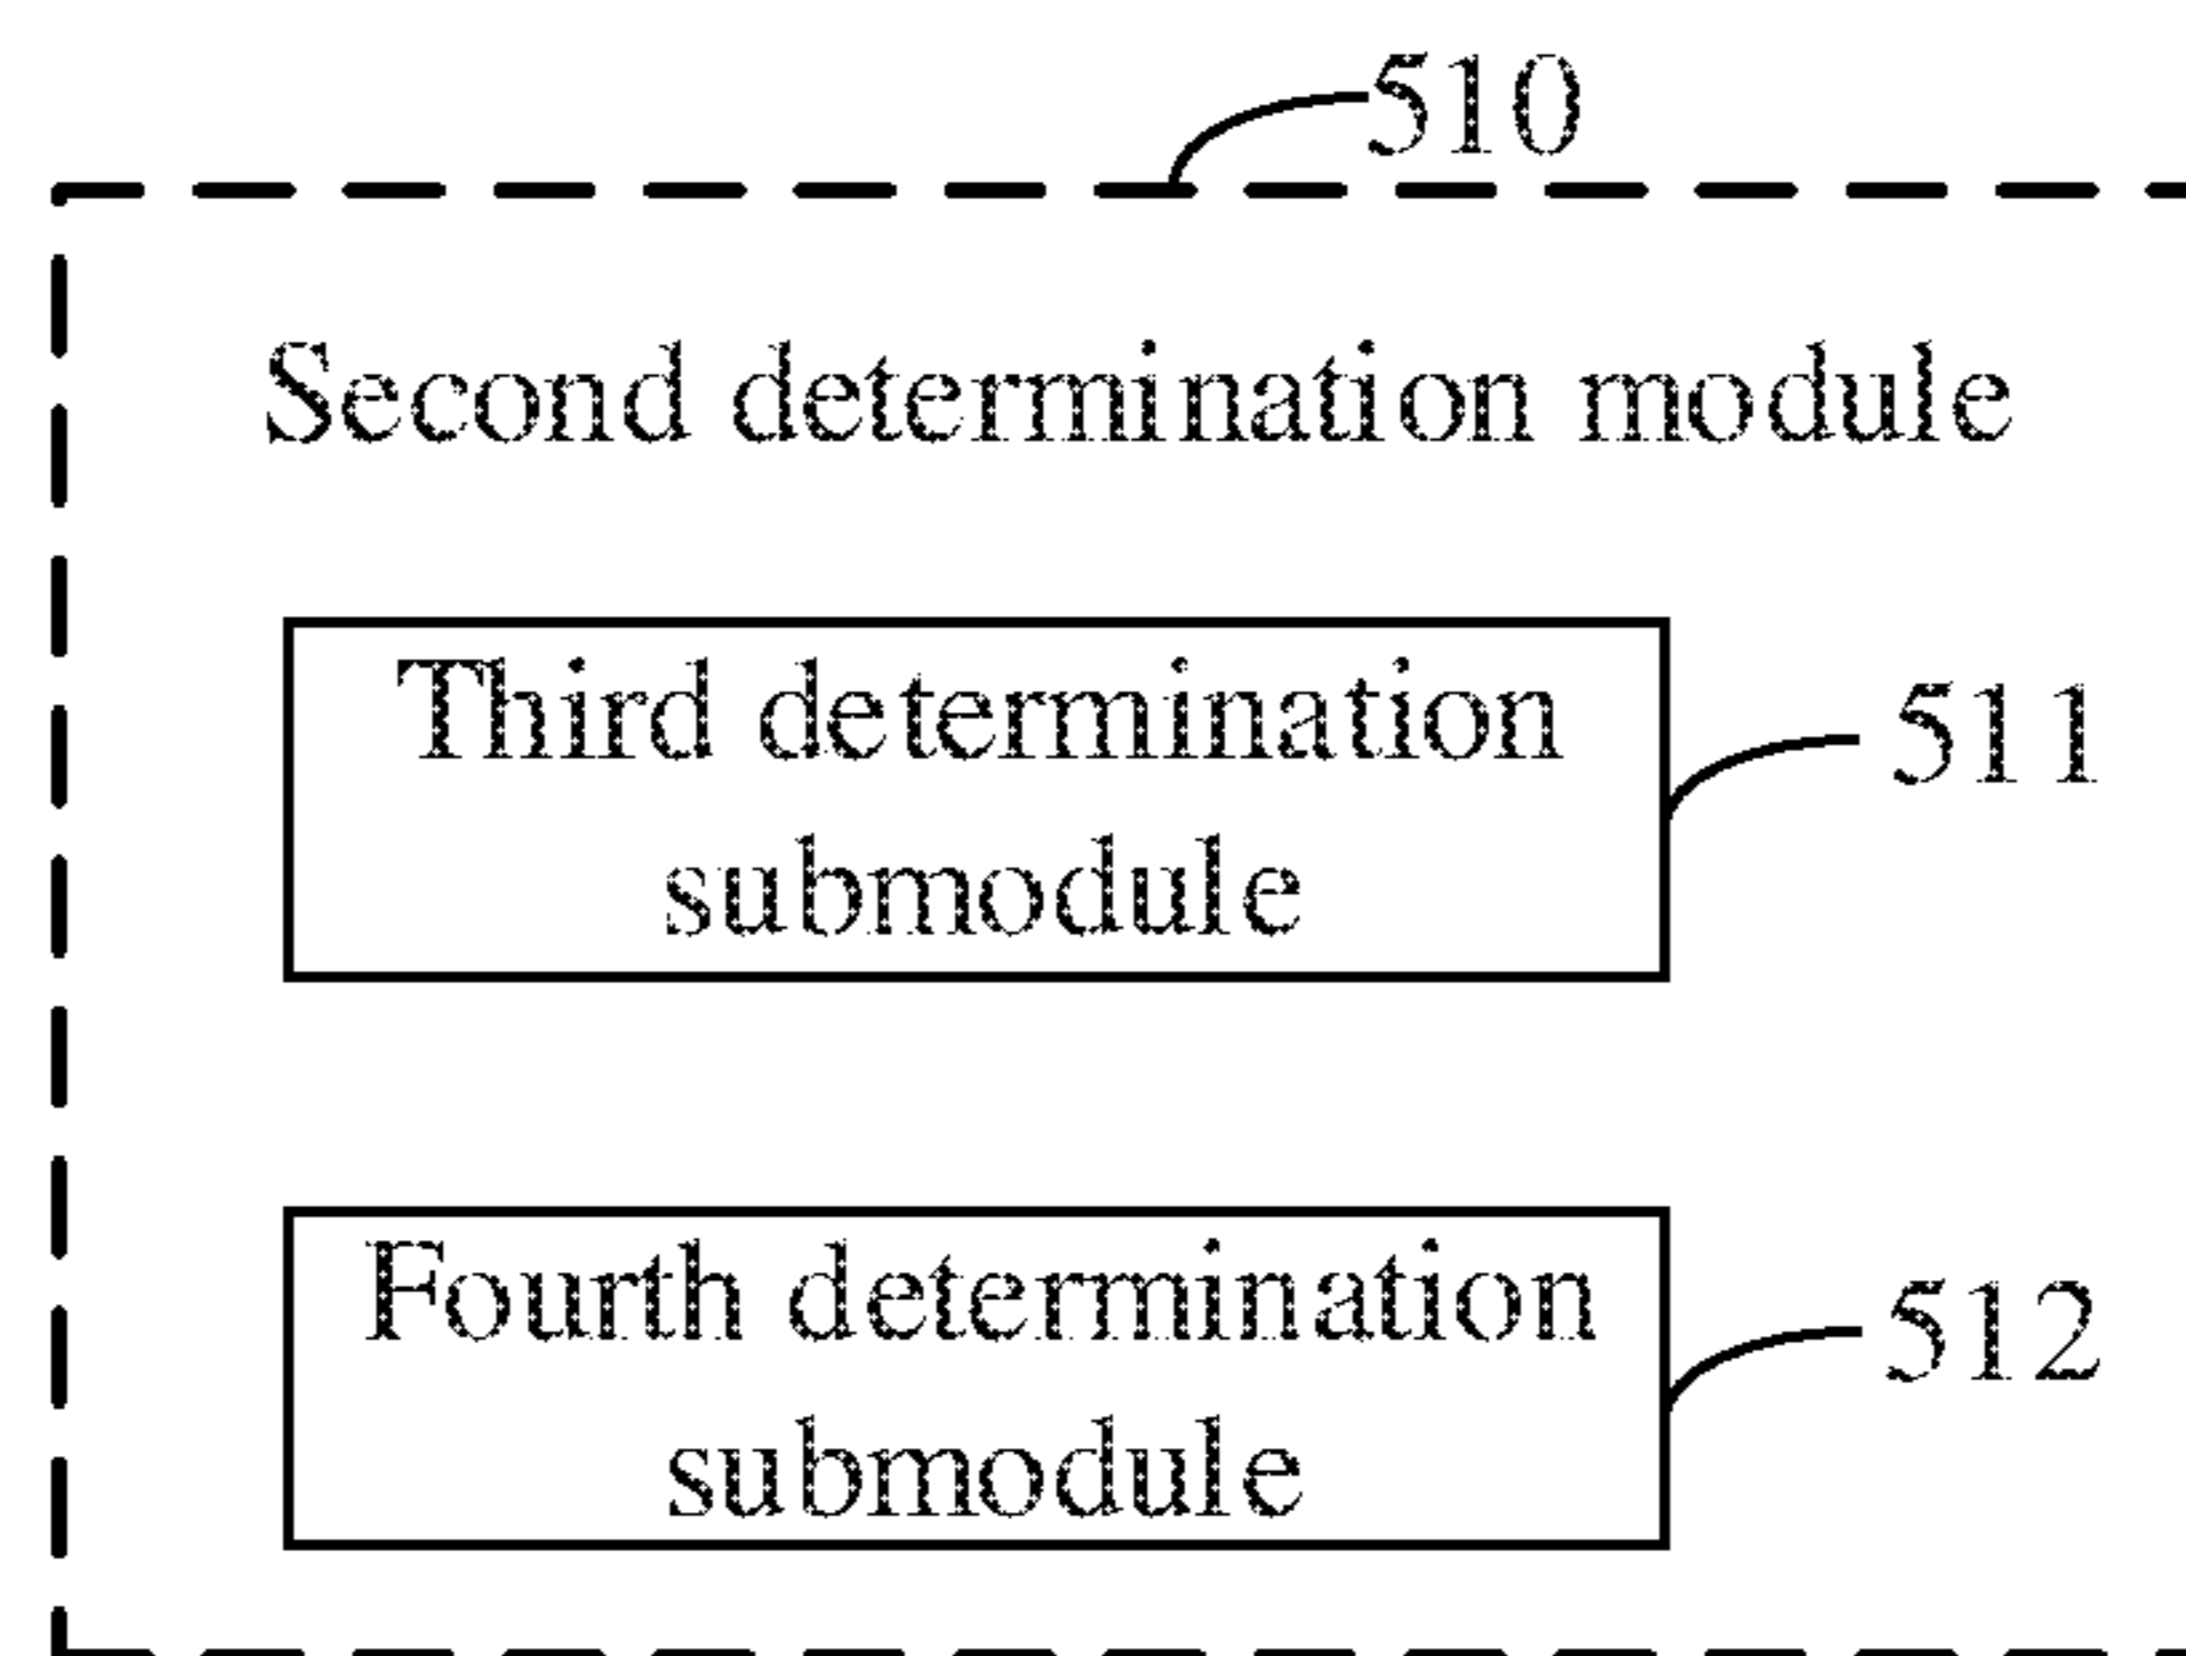 510
Second determination module
Third determination
submodule
511
Fourth determination
submodule
512